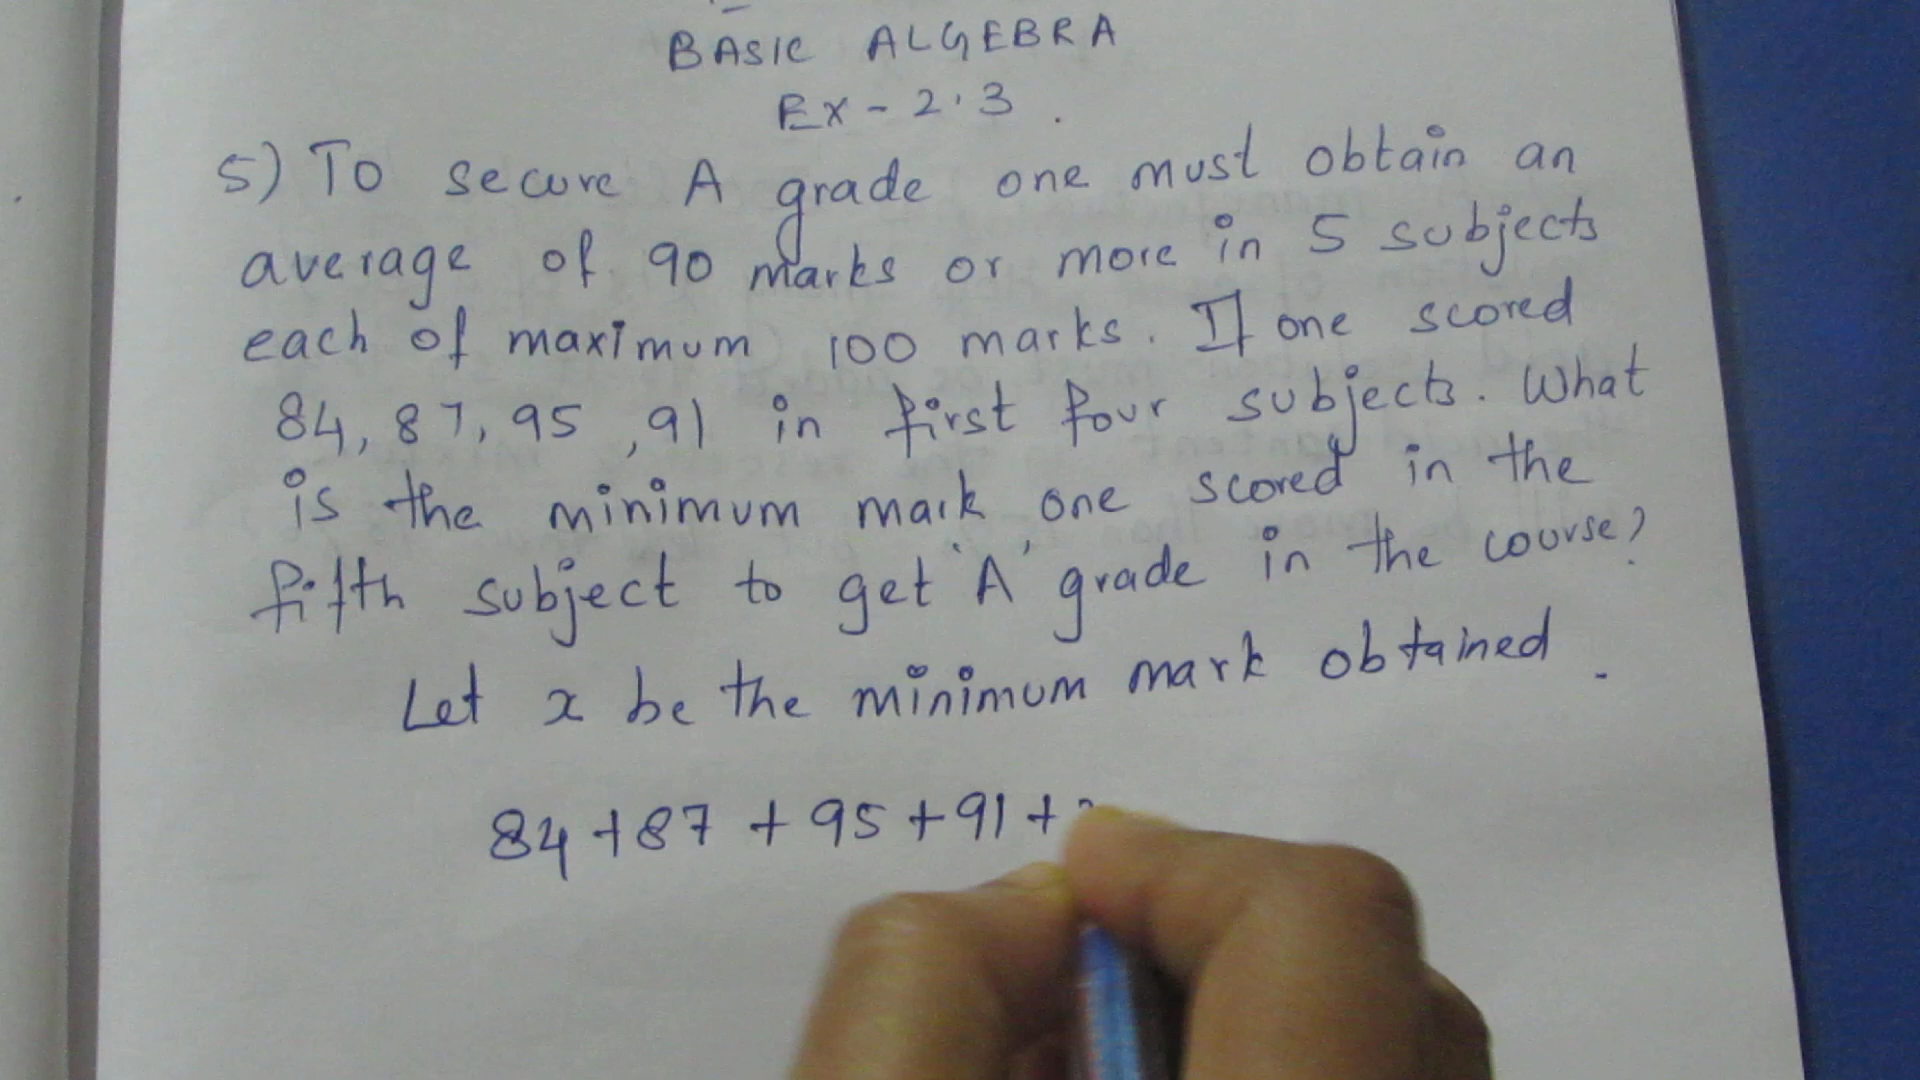 BASIC ALGEBRA
EX - 2.3.
5) To secure A grade one must obtain an
average of 90 marks or more in 5 subjects
each of maximum 100 marks. If one scored
84, 87, 95, 91 in first four subjects. What
is the minimum mark one scored in the
fifth subject to get 'A' grade in the course?
Let x be the minimum mark obtained.
84 + 87 + 95 + 91 +